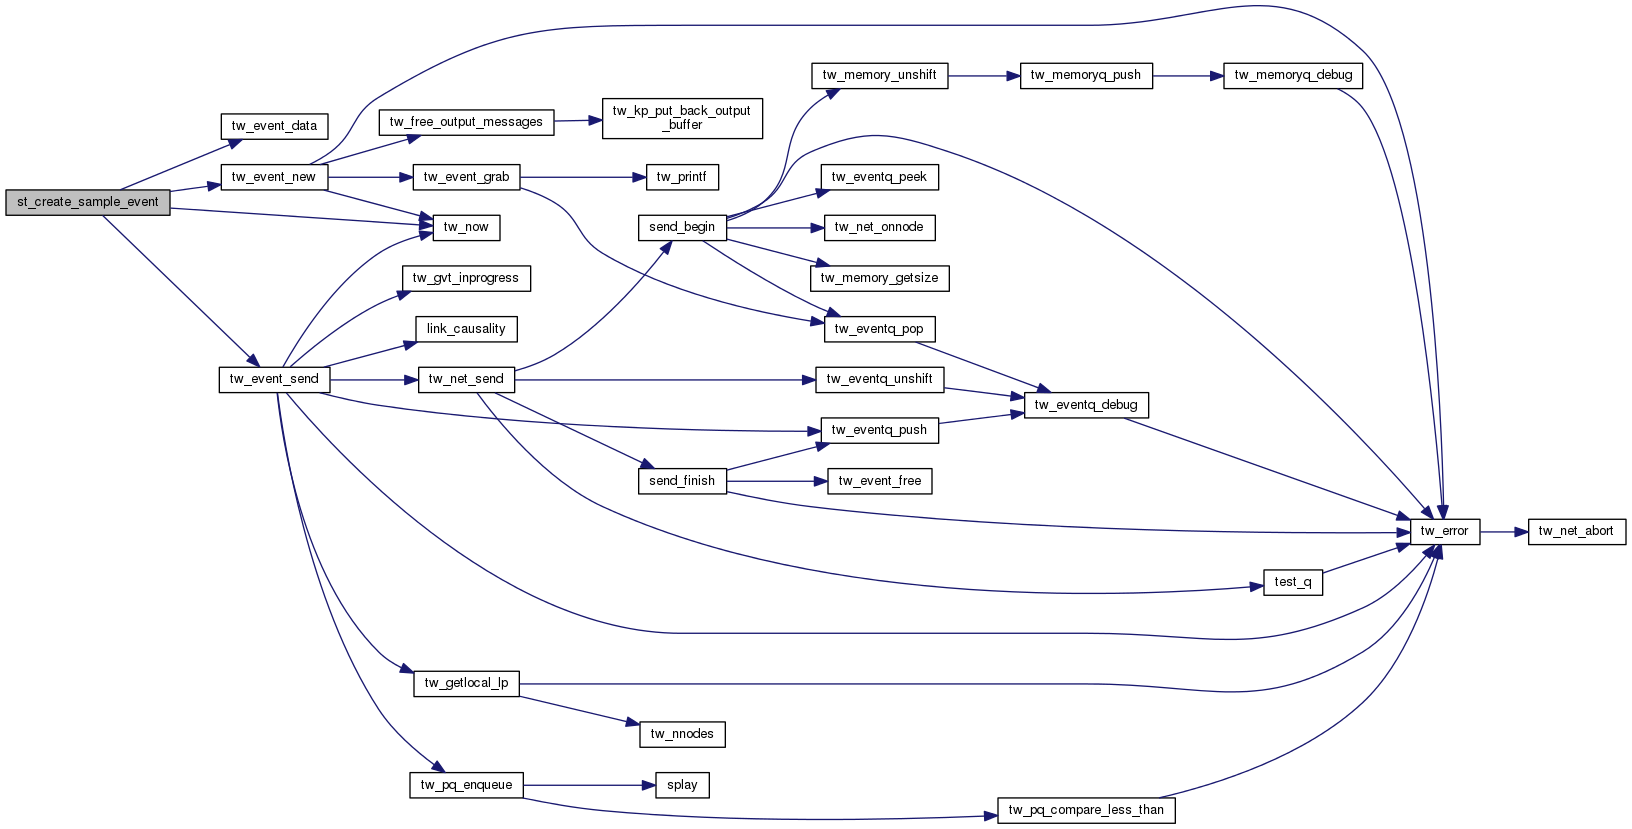 tw_memory_unshift
tw_memoryq_push
tw_memoryq_debug
tw_event_data
tw_free_output_messages
tw_kp_put_back_output
_buffer
tw_event_new
tw_event_grab
tw_printf
tw_eventq_peek
st_create_sample_event
tw_now
send_begin
tw_net_onnode
tw_gvt_inprogress
tw_memory_getsize
link_causality
tw_eventq_pop
tw_event_send
tw_net_send
tw_eventq_unshift
tw_eventq_debug
tw_eventq_push
send_finish
tw_event_free
tw_error
tw_net_abort
test_q
tw_getlocal_lp
tw_nnodes
tw_pq_enqueue
splay
tw_pq_compare_less_than